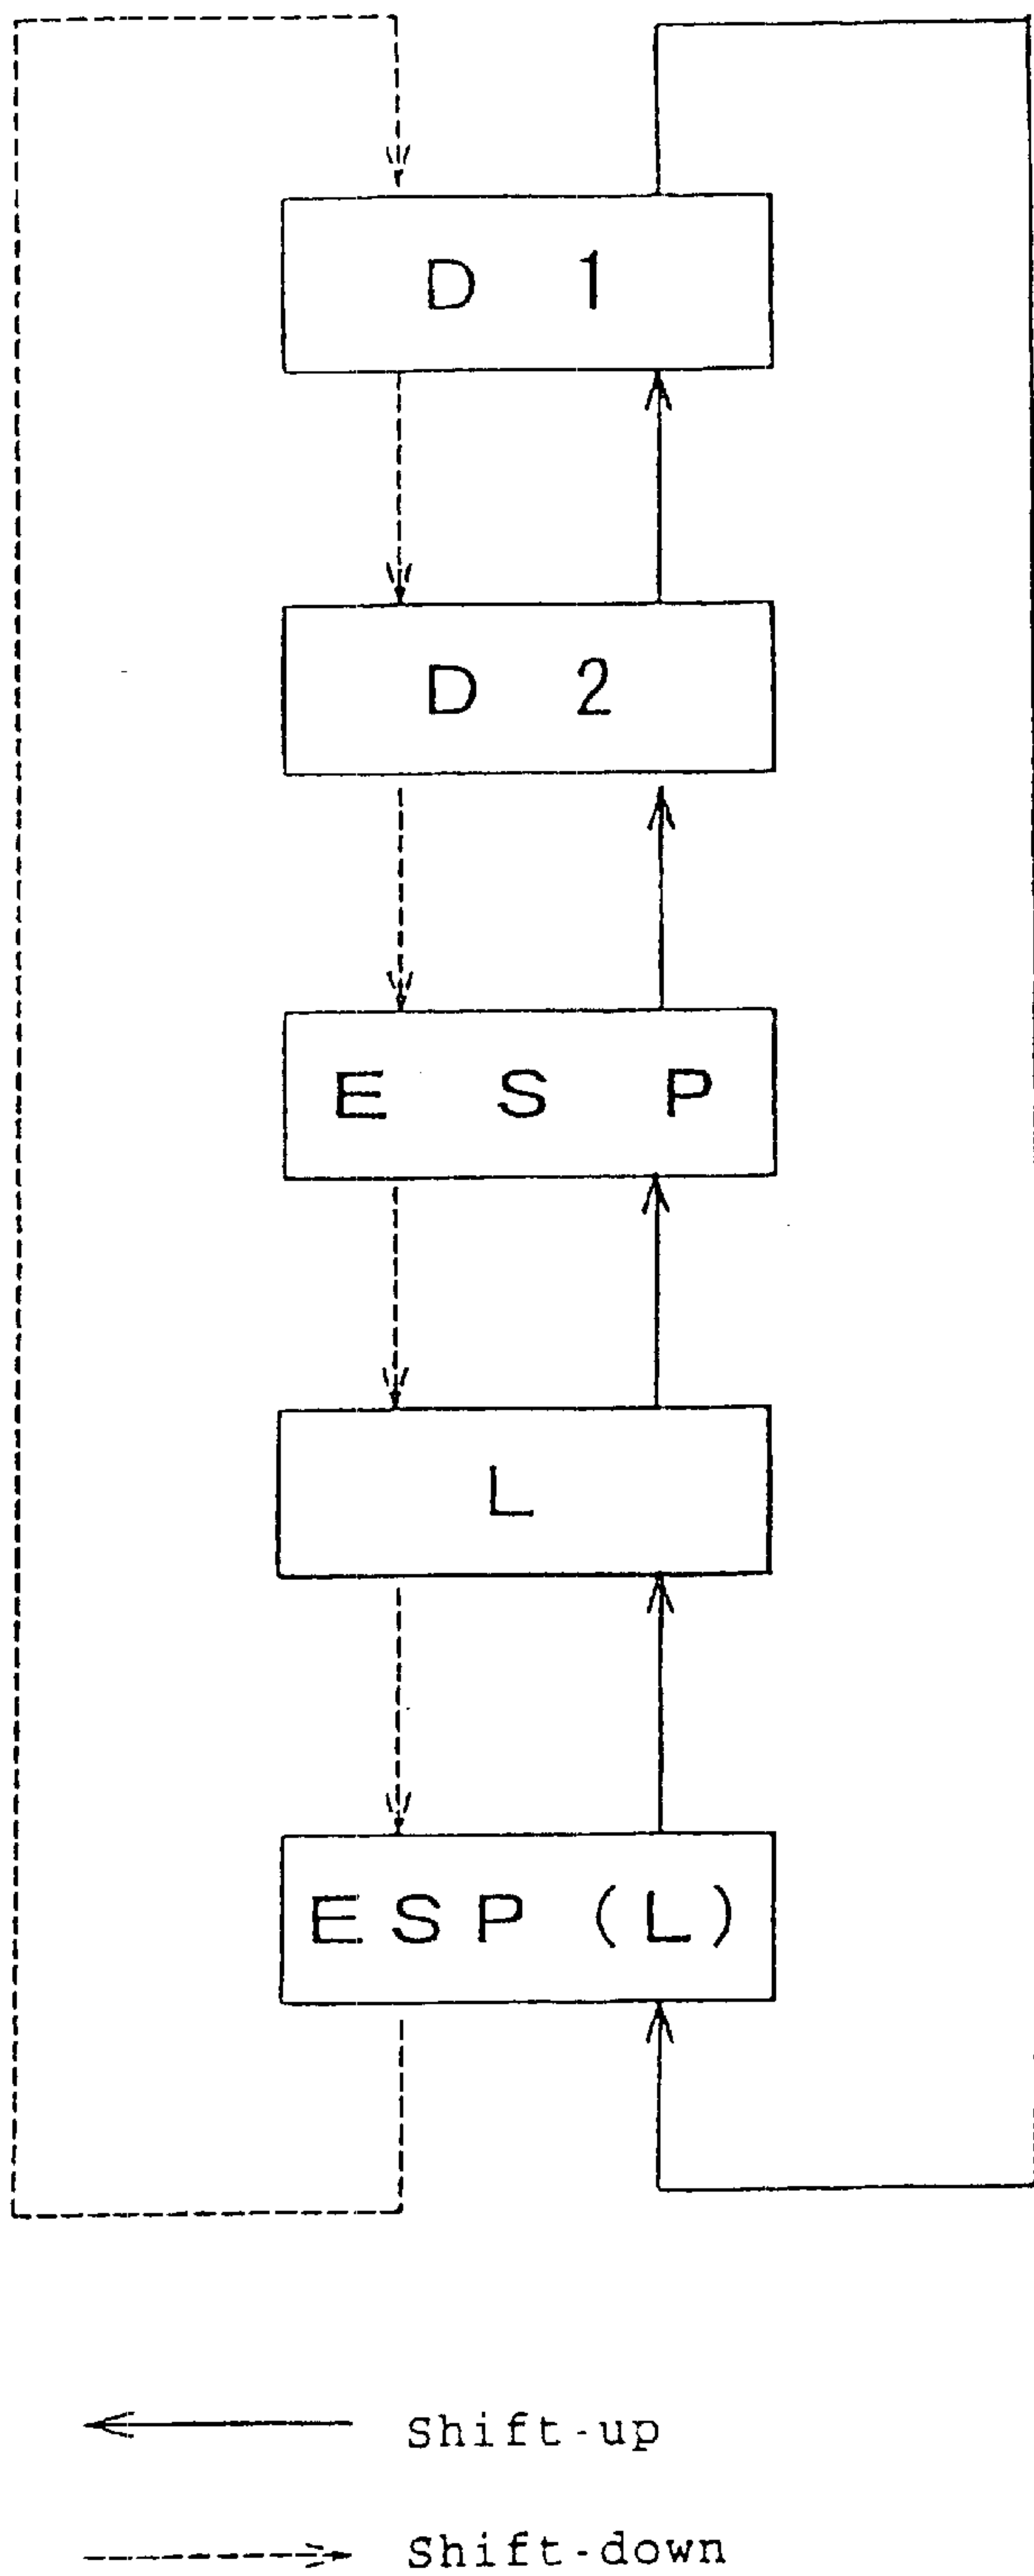 D 1
D 2
E S P
L
ESP (L)
Shift-up
Shift-down